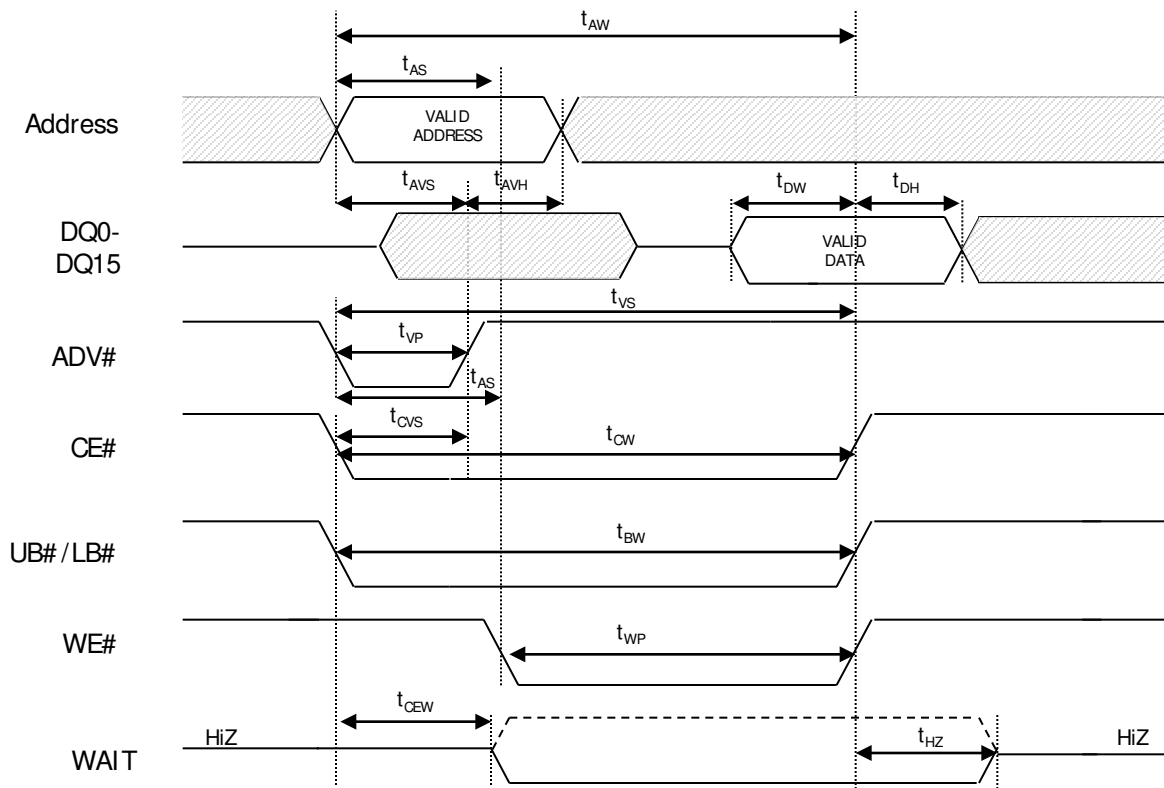 tAW
tAS
Address
VALID
ADDRESS
tAVS
tAVH
tDW
tDH
DQ0-
DQ15
VALID
DATA
tVS
ADV#
tVP
tAS
CE#
tCVS
tCW
UB# / LB#
tBW
WE#
tWP
tCEW
WAIT
HiZ
tHZ
HiZ